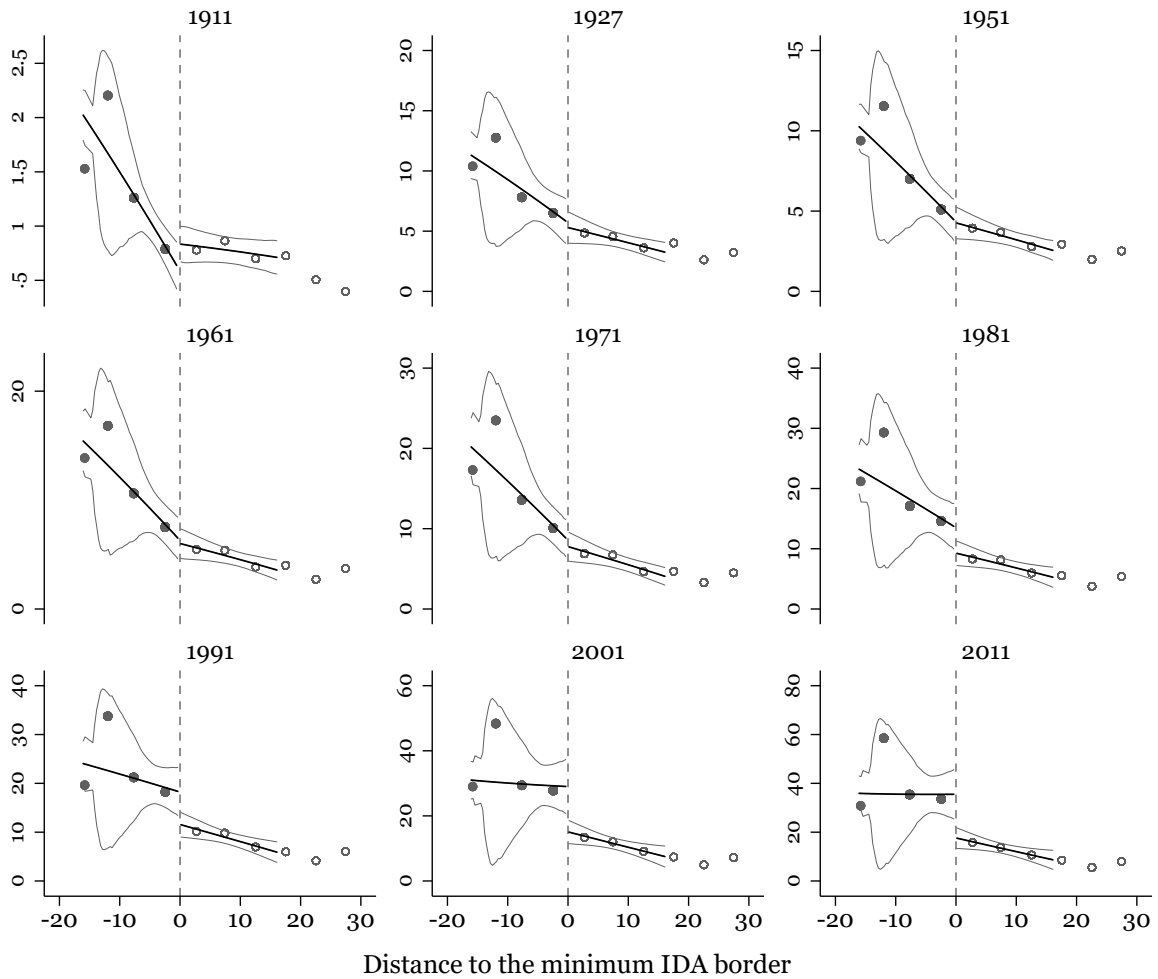 1911 1927 1951
2.5 2 1.5 1 .5
20 15 10 5 0
15 10 5 0
1961 1971 1981
20 0
30 20 10 0
40 30 20 10 0
1991 2001 2011
40 30 20 10 0
60 40 20 0
80 60 40 20 0
-20 -10 0 10 20 30 -20 -10 0 10 20 30 -20 -10 0 10 20 30
Distance to the minimum IDA border